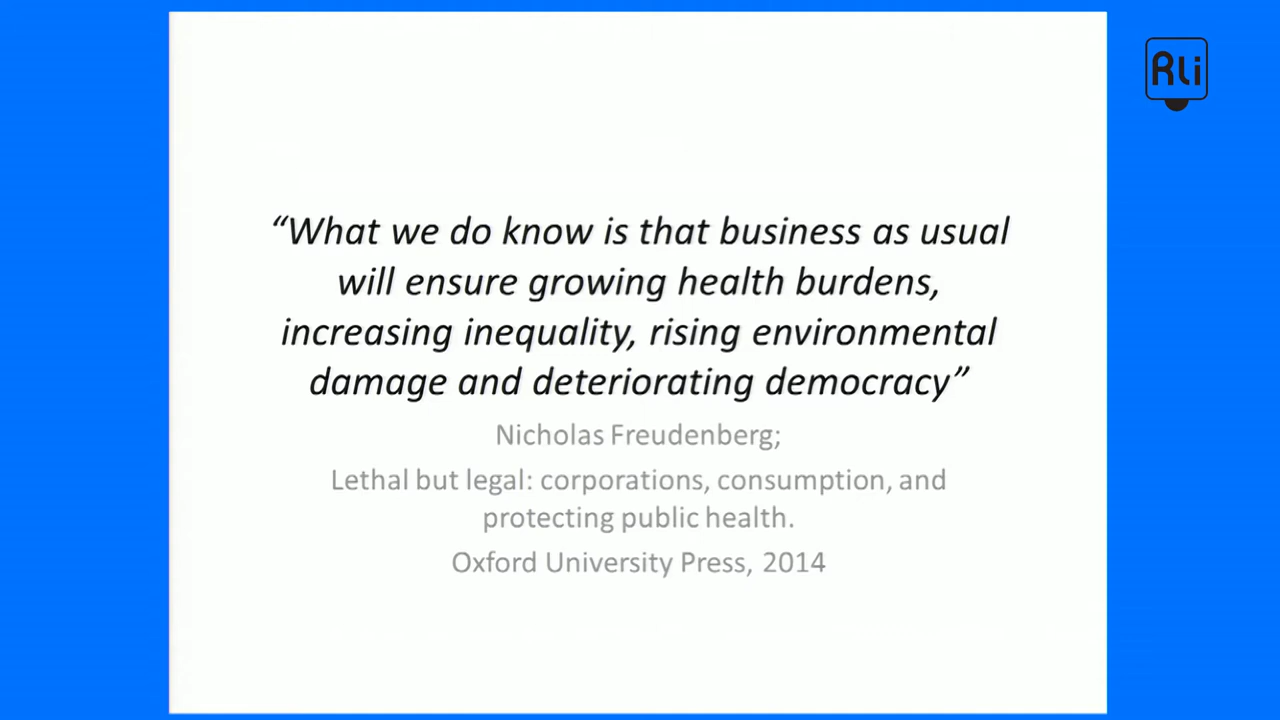 RLi
“What we do know is that business as usual
will ensure growing health burdens,
increasing inequality, rising environmental
damage and deteriorating democracy”
Nicholas Freudenberg;
Lethal but legal: corporations, consumption, and
protecting public health.
Oxford University Press, 2014